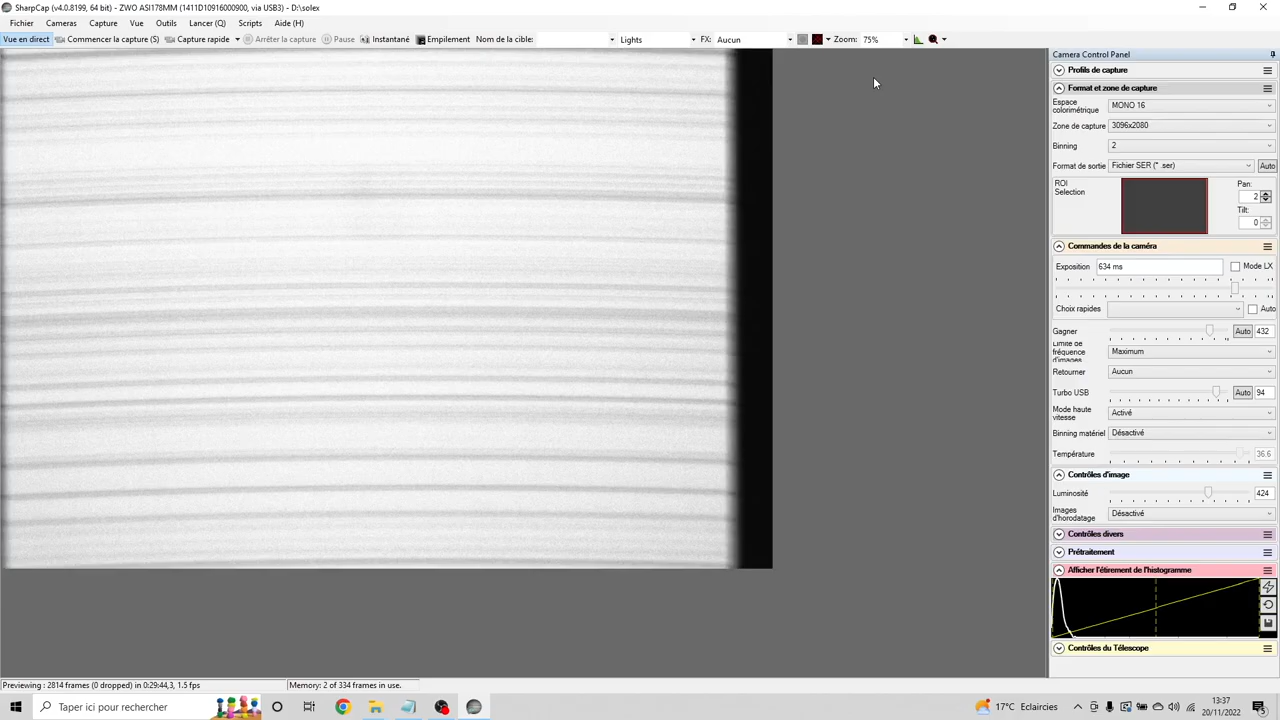 SharpCap (v4.0.8199, 64 bit) - ZWO ASI178MM (1411D10916000900, via USB3) - D:\solex
Fichier Cameras Capture Vue Outils Lancer (Q) Scripts Aide (H)
Vue en direct Commencer la capture (S) Capture rapide Arrêter la capture Pause Instantané Empilement Nom de la cible: Lights FX: Aucun Zoom: 75%
Camera Control Panel
Profils de capture
Format et zone de capture
Espace colorimétrique MONO 16
Zone de capture 3096x2080
Binning 2
Format de sortie Fichier SER (*.ser) Auto
ROI Selection Pan: 2
Tilt: 0
Commandes de la caméra
Exposition 634 ms Mode LX
Choix rapides Auto
Gagner Auto 432
Limite de fréquence d'images Maximum
Retourner Aucun
Turbo USB Auto 94
Mode haute vitesse Activé
Binning matériel Désactivé
Température 36.6
Contrôles d'image
Luminosité 424
Images d'horodatage Désactivé
Contrôles divers
Prétraitement
Afficher l'étirement de l'histogramme
Contrôles du Télescope
Previewing : 2814 frames (0 dropped) in 0:29:44,3, 1.5 fps Memory: 2 of 334 frames in use.
Taper ici pour rechercher 17°C Eclaircies 13:37
20/11/2022